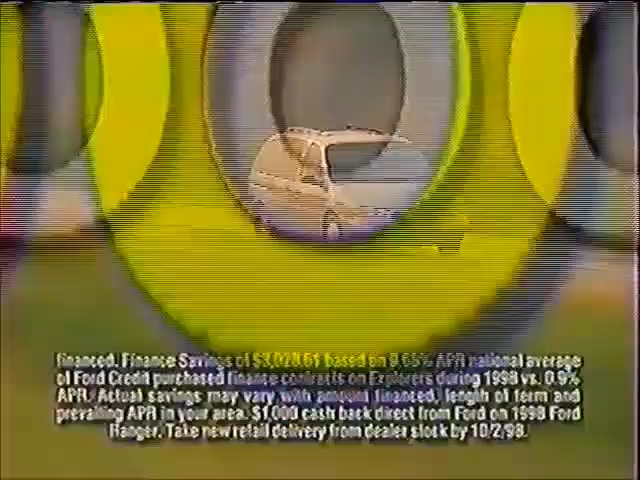 financed. Finance Savings of $3,028.61 based on 9.65% APR national average
of Ford Credit purchased finance contracts on Explorers during 1998 vs. 0.9%
APR. Actual savings may vary with amount financed, length of term and
prevailing APR in your area. $1,000 cash back direct from Ford on 1998 Ford
Ranger. Take new retail delivery from dealer stock by 10/2/98.